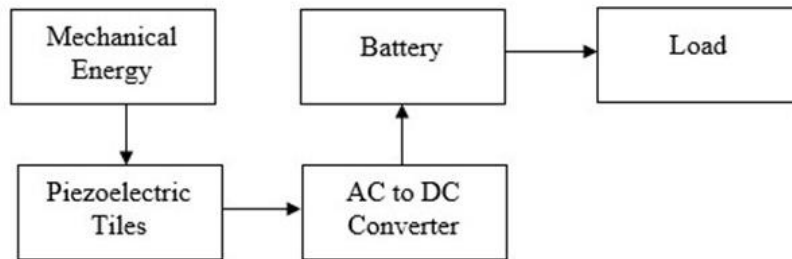 Mechanical
Energy
Battery
Load
Piezoelectric
Tiles
AC to DC
Converter